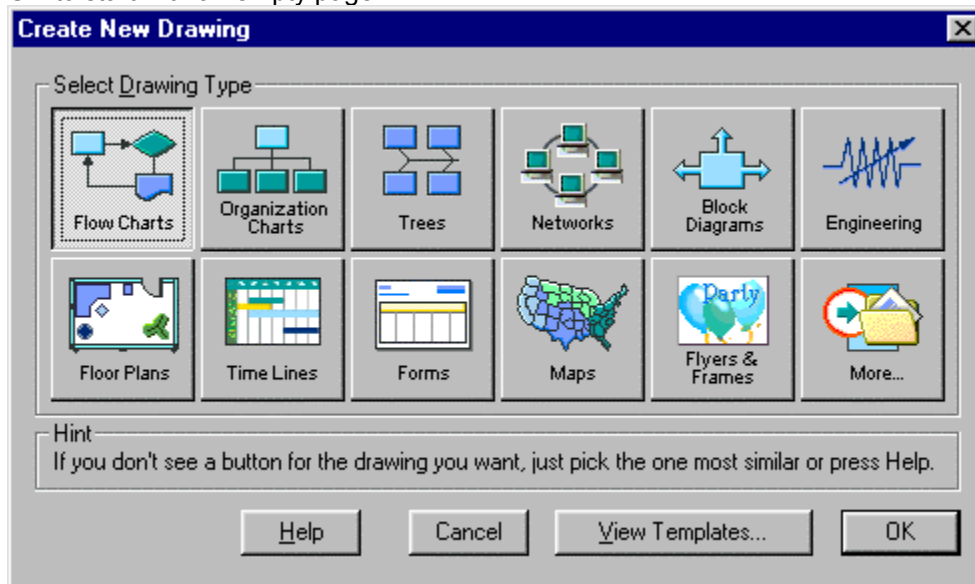 Create New Drawing
Select Drawing Type
Flow Charts
Organization
Charts
Trees
Networks
Block
Diagrams
Engineering
Floor Plans
Time Lines
Forms
Maps
Party
Flyers &
Frames
More...
Hint
If you don't see a button for the drawing you want, just pick the one most similar or press Help.
Help
Cancel
View Templates...
OK